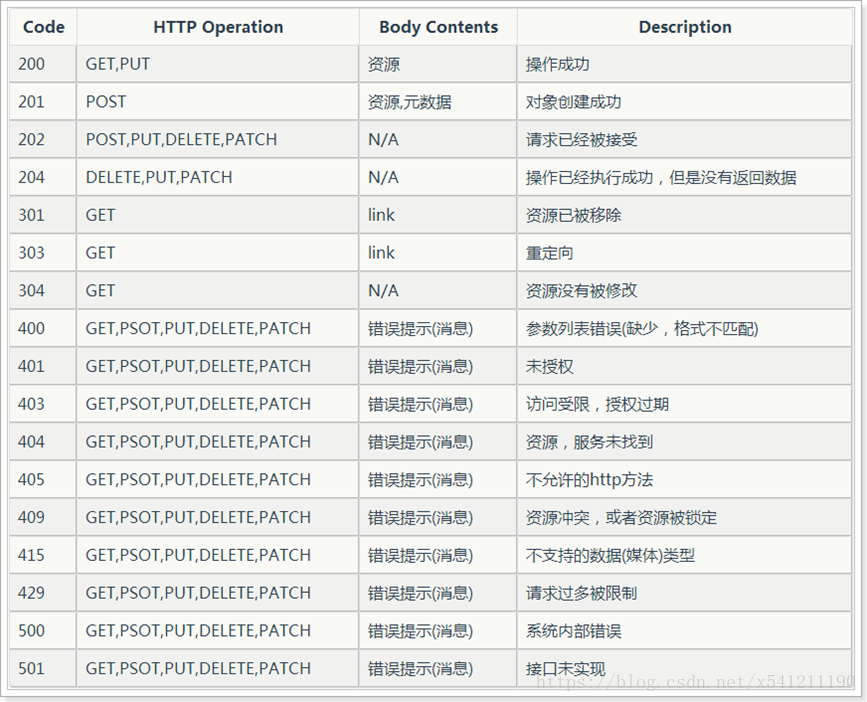 Code HTTP Operation Body Contents Description
200 GET,PUT 资源 操作成功
201 POST 资源,元数据 对象创建成功
202 POST,PUT,DELETE,PATCH N/A 请求已经被接受
204 DELETE,PUT,PATCH N/A 操作已经执行成功，但是没有返回数据
301 GET link 资源已被移除
303 GET link 重定向
304 GET N/A 资源没有被修改
400 GET,PSOT,PUT,DELETE,PATCH 错误提示(消息) 参数列表错误(缺少，格式不匹配)
401 GET,PSOT,PUT,DELETE,PATCH 错误提示(消息) 未授权
403 GET,PSOT,PUT,DELETE,PATCH 错误提示(消息) 访问受限，授权过期
404 GET,PSOT,PUT,DELETE,PATCH 错误提示(消息) 资源，服务未找到
405 GET,PSOT,PUT,DELETE,PATCH 错误提示(消息) 不允许的http方法
409 GET,PSOT,PUT,DELETE,PATCH 错误提示(消息) 资源冲突，或者资源被锁定
415 GET,PSOT,PUT,DELETE,PATCH 错误提示(消息) 不支持的数据(媒体)类型
429 GET,PSOT,PUT,DELETE,PATCH 错误提示(消息) 请求过多被限制
500 GET,PSOT,PUT,DELETE,PATCH 错误提示(消息) 系统内部错误
501 GET,PSOT,PUT,DELETE,PATCH 错误提示(消息) 接口未实现
https://blog.csdn.net/x541211190